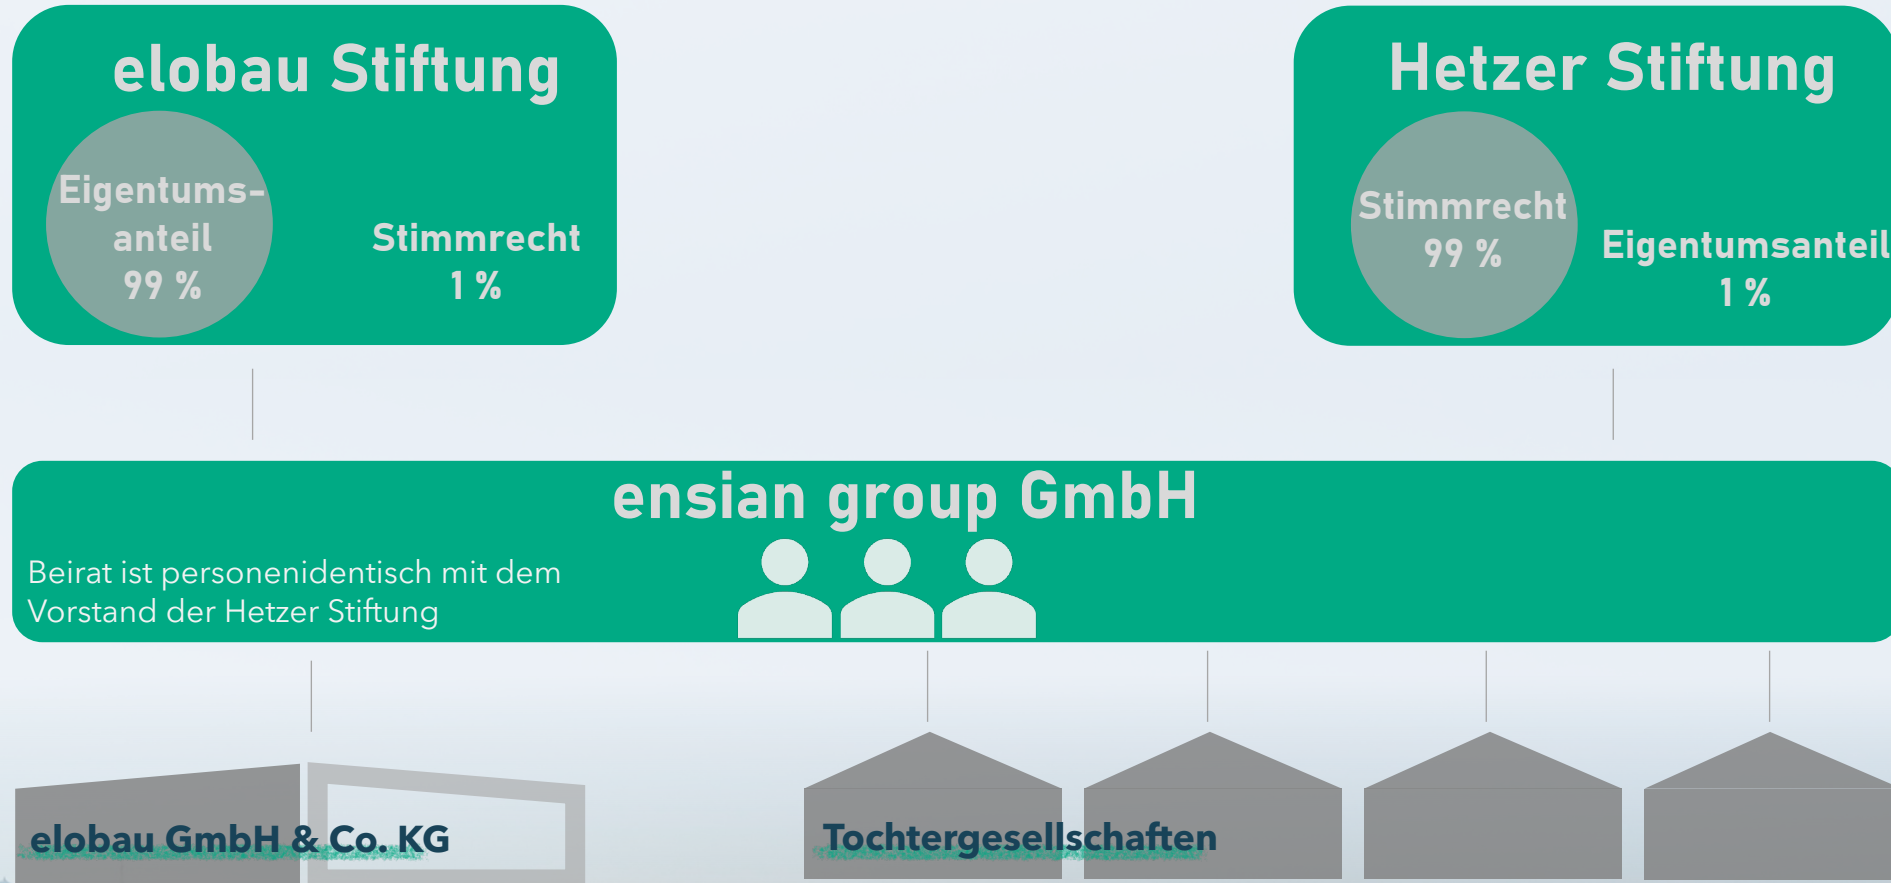 elobau Stiftung
Eigentums-
anteil
99 %
Stimmrecht
1 %
Hetzer Stiftung
Stimmrecht
99 %
Eigentumsanteil
1 %
ensian group GmbH
Beirat ist personenidentisch mit dem
Vorstand der Hetzer Stiftung
elobau GmbH & Co. KG
Tochtergesellschaften